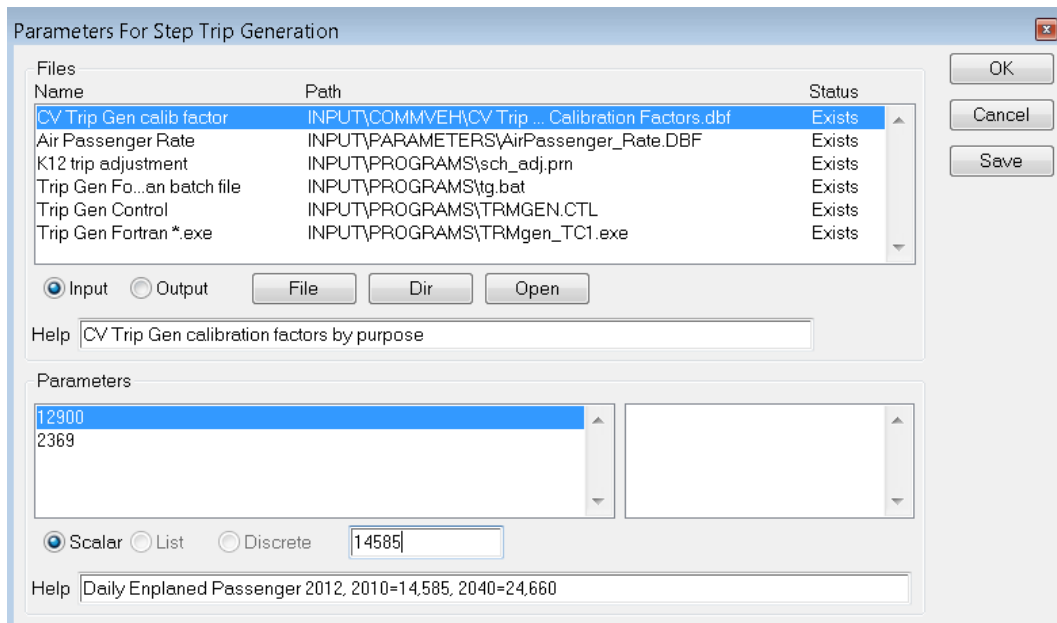 Parameters For Step Trip Generation
x
Files
OK
Name Path Status
CV Trip Gen calib factor INPUT\COMMVEH\CV Trip ... Calibration Factors.dbf Exists
Cancel
Air Passenger Rate INPUT\PARAMETERS\AirPassenger_Rate.DBF Exists
K12 trip adjustment INPUT\PROGRAMS\sch_adj.prn Exists
Save
Trip Gen Fo...an batch file INPUT\PROGRAMS\tg.bat Exists
Trip Gen Control INPUT\PROGRAMS\TRMGEN.CTL Exists
Trip Gen Fortran *.exe INPUT\PROGRAMS\TRMgen_TC1.exe Exists
Input Output File Dir Open
Help CV Trip Gen calibration factors by purpose
Parameters
12900
2369
Scalar List Discrete 14585
Help Daily Enplaned Passenger 2012, 2010=14,585, 2040=24,660